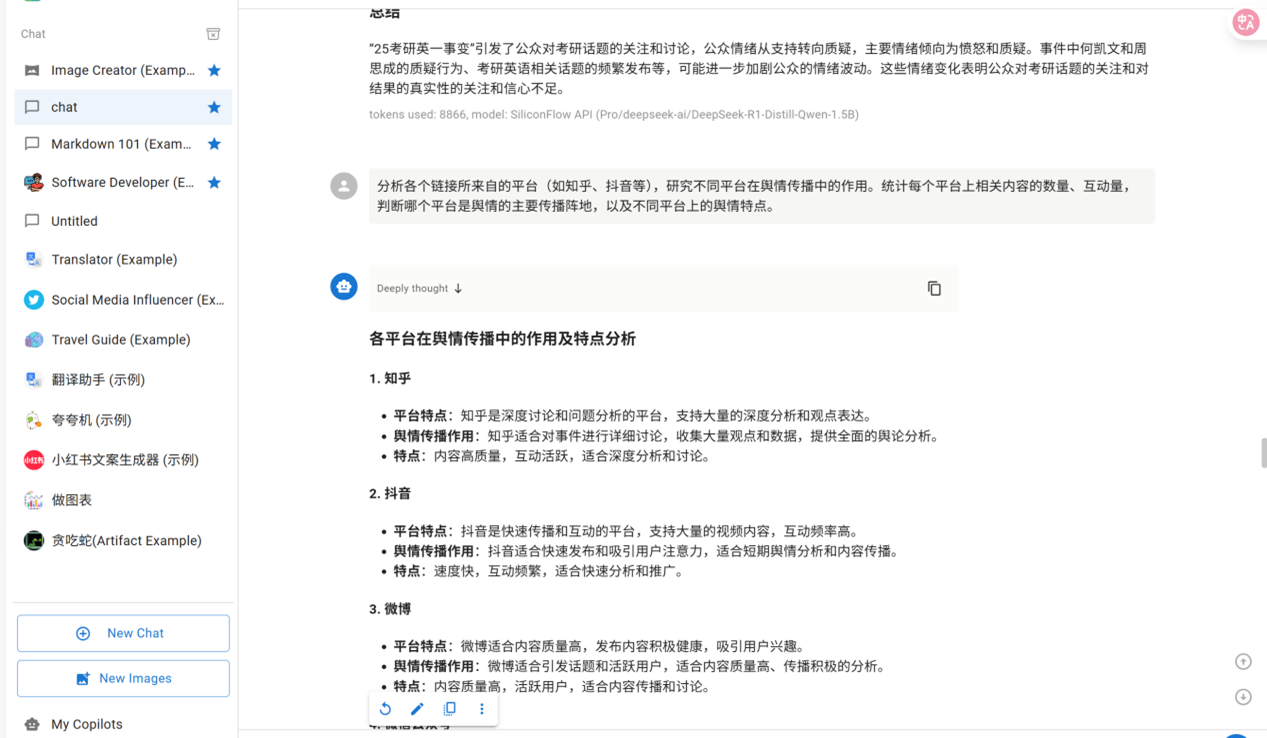 Chat
Image Creator (Examp...
chat
Markdown 101 (Exam...
Software Developer (E...
Untitled
Translator (Example)
Social Media Influencer (Ex...
Travel Guide (Example)
翻译助手 (示例)
夸夸机 (示例)
小红书
小红书文案生成器 (示例)
做图表
贪吃蛇(Artifact Example)
New Chat
New Images
My Copilots
总结
“25考研英一事变”引发了公众对考研话题的关注和讨论，公众情绪从支持转向质疑，主要情绪倾向为愤怒和质疑。事件中何凯文和周
思成的质疑行为、考研英语相关话题的频繁发布等，可能进一步加剧公众的情绪波动。这些情绪变化表明公众对考研话题的关注和对
结果的真实性的关注和信心不足。
tokens used: 8866, model: SiliconFlow API (Pro/deepseek-ai/DeepSeek-R1-Distill-Qwen-1.5B)
分析各个链接所来自的平台（如知乎、抖音等），研究不同平台在舆情传播中的作用。统计每个平台上相关内容的数量、互动量，
判断哪个平台是舆情的主要传播阵地，以及不同平台上的舆情特点。
Deeply thought ↓
各平台在舆情传播中的作用及特点分析
1. 知乎
• 平台特点：知乎是深度讨论和问题分析的平台，支持大量的深度分析和观点表达。
• 舆情传播作用：知乎适合对事件进行详细讨论，收集大量观点和数据，提供全面的舆论分析。
• 特点：内容高质量，互动活跃，适合深度分析和讨论。
2. 抖音
• 平台特点：抖音是快速传播和互动的平台，支持大量的视频内容，互动频率高。
• 舆情传播作用：抖音适合快速发布和吸引用户注意力，适合短期舆情分析和内容传播。
• 特点：速度快，互动频繁，适合快速分析和推广。
3. 微博
• 平台特点：微博适合内容质量高，发布内容积极健康，吸引用户兴趣。
• 舆情传播作用：微博适合引发话题和活跃用户，适合内容质量高、传播积极的分析。
• 特点：内容质量高，活跃用户，适合内容传播和讨论。
4. 微信公众号
中
A